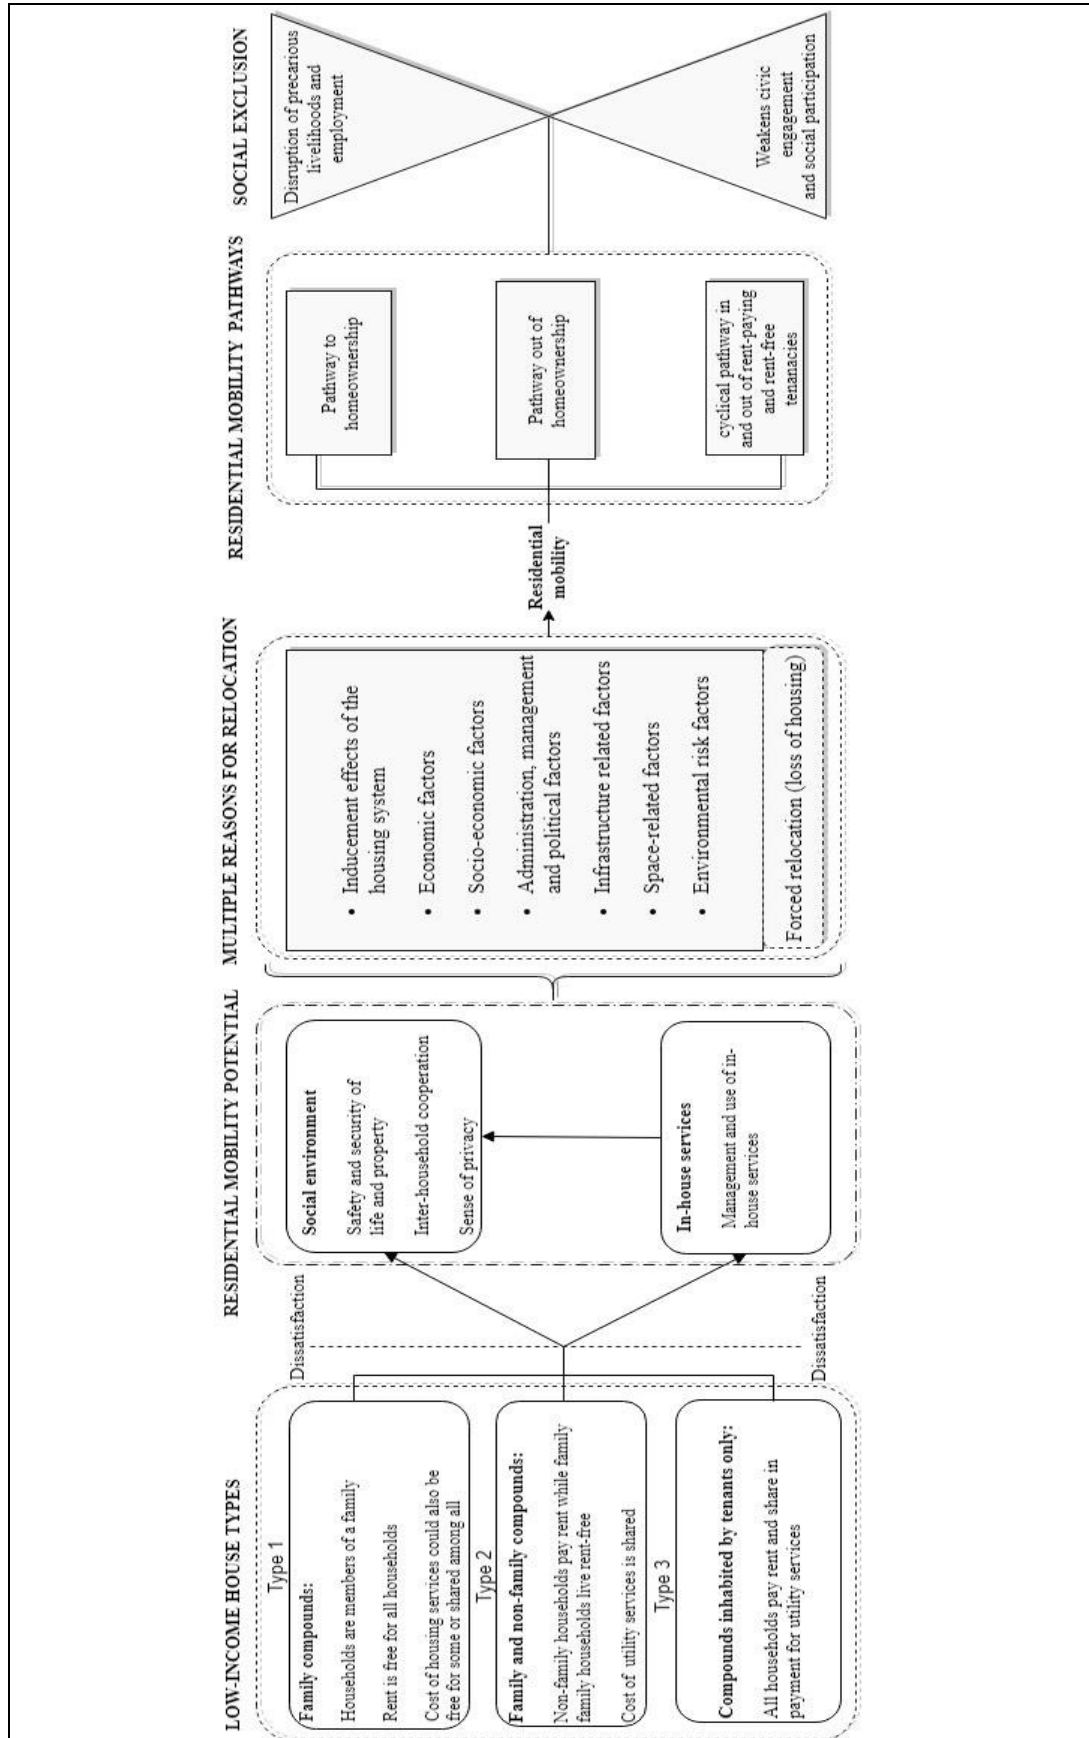 LOW-INCOME HOUSE TYPES
Type 1
Family compounds:
Households are members of a family
Rent is free for all households
Cost of housing services could also be
free for some or shared among all
Type 2
Family and non-family compounds:
Non-family households pay rent while family
family households live rent-free
Cost of utility services is shared
Type 3
Compounds inhabited by tenants only:
All households pay rent and share in
payment for utility services
Dissatisfaction
Dissatisfaction
RESIDENTIAL MOBILITY POTENTIAL
Social environment
Safety and security of
life and property
Inter-household cooperation
Sense of privacy
In-house services
Management and use of in-
house services
MULTIPLE REASONS FOR RELOCATION
• Inducement effects of the
housing system
• Economic factors
• Socio-economic factors
• Administration, management
and political factors
• Infrastructure related factors
• Space-related factors
• Environmental risk factors
Forced relocation (loss of housing)
Residential
mobility
RESIDENTIAL MOBILITY PATHWAYS
Pathway to
homeownership
Pathway out of
homeownership
cyclical pathway in
and out of rent-paying
and rent-free
tenanacies
SOCIAL EXCLUSION
Disruption of precarious
livelihoods and
employment
Weakens civic
engagement
and social participation